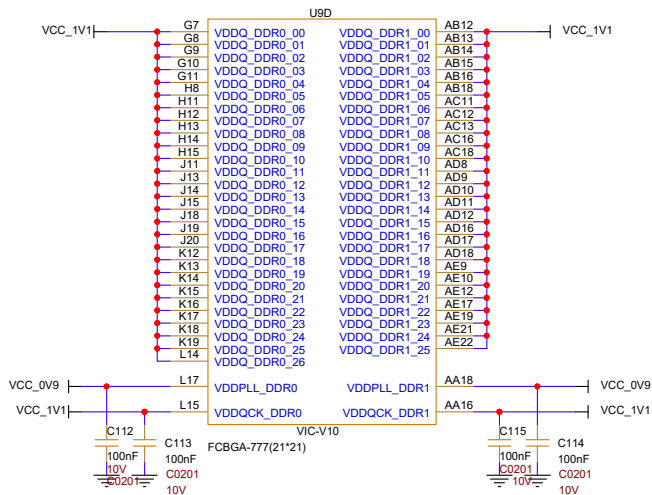 U9D
VCC_1V1 G7 VDDQ_DDR0_00 VDDQ_DDR1_00 AB12 VCC_1V1
G8 VDDQ_DDR0_01 VDDQ_DDR1_01 AB13
G9 VDDQ_DDR0_02 VDDQ_DDR1_02 AB14
G10 VDDQ_DDR0_03 VDDQ_DDR1_03 AB15
G11 VDDQ_DDR0_04 VDDQ_DDR1_04 AB16
H8 VDDQ_DDR0_05 VDDQ_DDR1_05 AB18
H11 VDDQ_DDR0_06 VDDQ_DDR1_06 AC11
H12 VDDQ_DDR0_07 VDDQ_DDR1_07 AC12
H13 VDDQ_DDR0_08 VDDQ_DDR1_08 AC13
H14 VDDQ_DDR0_09 VDDQ_DDR1_09 AC16
H15 VDDQ_DDR0_10 VDDQ_DDR1_10 AC18
J11 VDDQ_DDR0_11 VDDQ_DDR1_11 AD8
J13 VDDQ_DDR0_12 VDDQ_DDR1_12 AD9
J14 VDDQ_DDR0_13 VDDQ_DDR1_13 AD10
J15 VDDQ_DDR0_14 VDDQ_DDR1_14 AD11
J18 VDDQ_DDR0_15 VDDQ_DDR1_15 AD12
J19 VDDQ_DDR0_16 VDDQ_DDR1_16 AD16
J20 VDDQ_DDR0_17 VDDQ_DDR1_17 AD17
K12 VDDQ_DDR0_18 VDDQ_DDR1_18 AD18
K13 VDDQ_DDR0_19 VDDQ_DDR1_19 AE9
K14 VDDQ_DDR0_20 VDDQ_DDR1_20 AE10
K15 VDDQ_DDR0_21 VDDQ_DDR1_21 AE12
K16 VDDQ_DDR0_22 VDDQ_DDR1_22 AE17
K17 VDDQ_DDR0_23 VDDQ_DDR1_23 AE19
K18 VDDQ_DDR0_24 VDDQ_DDR1_24 AE21
K19 VDDQ_DDR0_25 VDDQ_DDR1_25 AE22
L14 VDDQ_DDR0_26
VCC_0V9 L17 VDDPLL_DDR0 VDDPLL_DDR1 AA18 VCC_0V9
VCC_1V1 L15 VDDQCK_DDR0 VDDQCK_DDR1 AA16 VCC_1V1
VIC-V10
FCBGA-777(21*21)
C112
100nF
10V
C0201
C113
100nF
C0201
10V
C115
100nF
C0201
10V
C114
100nF
C0201
10V